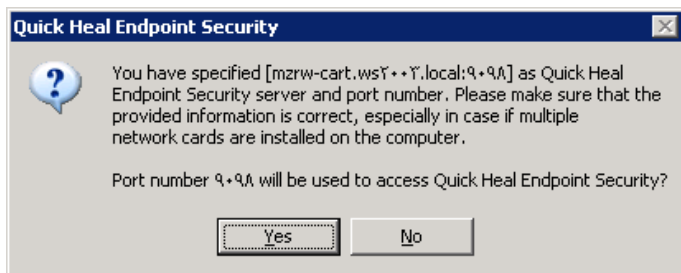 Quick Heal Endpoint Security
You have specified [mzrw-cart.ws۲۰۰۳.local:۹۰۹۸] as Quick Heal
Endpoint Security server and port number. Please make sure that the
provided information is correct, especially in case if multiple
network cards are installed on the computer.
Port number ۹۰۹۸ will be used to access Quick Heal Endpoint Security?
Yes
No